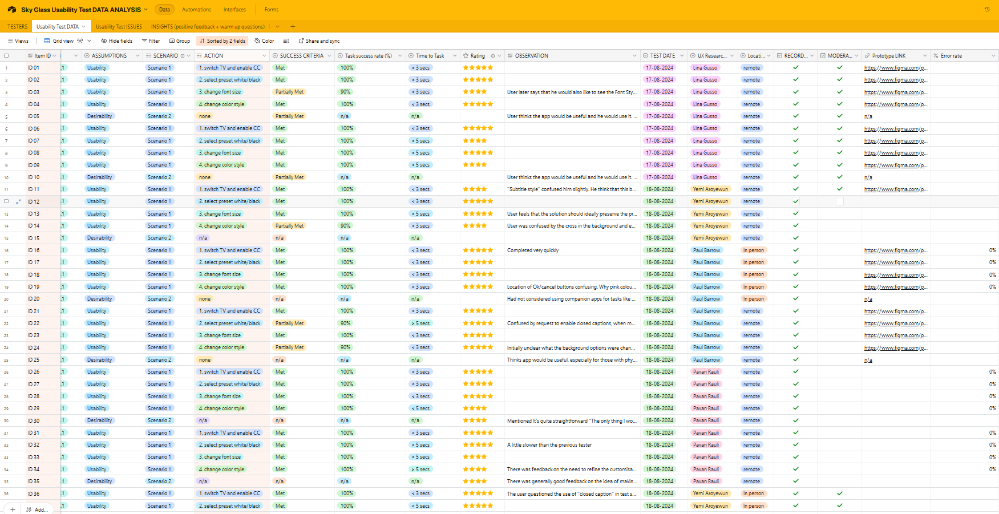 Sky Glass Usability Test DATA ANALYSIS Data Automations Interfaces Forms
TESTERS Usability Test DATA Usability Test ISSUES INSIGHTS (positive feedback + warm up questions)
Views Grid view Hide fields Filter Group Sorted by 2 fields Color Share and sync
Item ID ASSUMPTIONS SCENARIO ACTION SUCCESS CRITERIA Task success rate (%) Time to Task Rating OBSERVATION TEST DATE UX Researc... Locati... RECORD... MODERA... Prototype LINK Error rate
1 ID 01 .1 Usability Scenario 1 1. switch TV and enable CC Met 100% < 3 secs 17-08-2024 Lina Gusso remote https://www.figma.com/p...
2 ID 02 .1 Usability Scenario 1 2. select preset white/black Met 100% < 3 secs 17-08-2024 Lina Gusso remote https://www.figma.com/p...
3 ID 03 .1 Usability Scenario 1 3. change font size Partially Met 90% < 3 secs User later says that he would also like to see the Font Sty... 17-08-2024 Lina Gusso remote https://www.figma.com/p...
4 ID 04 .1 Usability Scenario 1 4. change color style Met 100% < 3 secs 17-08-2024 Lina Gusso remote https://www.figma.com/p...
5 ID 05 .1 Desirability Scenario 2 none Partially Met n/a n/a User thinks the app would be useful and he would use it. ... 17-08-2024 Lina Gusso remote n/a
6 ID 06 .1 Usability Scenario 1 1. switch TV and enable CC Met 100% < 3 secs 17-08-2024 Lina Gusso remote https://www.figma.com/p...
7 ID 07 .1 Usability Scenario 1 2. select preset white/black Met 100% < 5 secs 17-08-2024 Lina Gusso remote https://www.figma.com/p...
8 ID 08 .1 Usability Scenario 1 3. change font size Met 100% < 5 secs 17-08-2024 Lina Gusso remote https://www.figma.com/p...
9 ID 09 .1 Usability Scenario 1 4. change color style Met 100% < 5 secs 17-08-2024 Lina Gusso remote https://www.figma.com/p...
10 ID 10 .1 Desirability Scenario 2 none Partially Met n/a n/a User thinks the app would be useful and he would use it. ... 17-08-2024 Lina Gusso remote n/a
11 ID 11 .1 Usability Scenario 1 1. switch TV and enable CC Met 100% < 3 secs "Subtitle style" confused him slightly. He think that this b... 18-08-2024 Yemi Aroyewun remote https://www.figma.com/p...
ID 12 .1 Usability Scenario 1 2. select preset white/black Met 100% < 3 secs 18-08-2024 Yemi Aroyewun remote
13 ID 13 .1 Usability Scenario 1 3. change font size Met 100% < 5 secs User feels that the solution should ideally preserve the pr... 18-08-2024 Yemi Aroyewun remote
14 ID 14 .1 Usability Scenario 1 4. change color style Partially Met 90% < 3 secs User was confused by the cross in the background and e... 18-08-2024 Yemi Aroyewun remote
15 ID 15 .1 Desirability Scenario 2 n/a n/a n/a n/a 18-08-2024 Yemi Aroyewun remote
16 ID 16 .1 Usability Scenario 1 1. switch TV and enable CC Met 100% < 3 secs Completed very quickly 18-08-2024 Paul Barrow In person https://www.figma.com/p... 0%
17 ID 17 .1 Usability Scenario 1 2. select preset white/black Met 100% < 3 secs 18-08-2024 Paul Barrow In person https://www.figma.com/p... 0%
18 ID 18 .1 Usability Scenario 1 3. change font size Met 100% < 3 secs 18-08-2024 Paul Barrow In person https://www.figma.com/p... 0%
19 ID 19 .1 Usability Scenario 1 4. change color style Met 100% < 3 secs Location of Ok/cancel buttons confusing. Why pink colou... 18-08-2024 Paul Barrow In person https://www.figma.com/p... 0%
20 ID 20 .1 Desirability Scenario 2 none n/a n/a n/a Had not considered using companion apps for tasks like ... 18-08-2024 Paul Barrow In person n/a
21 ID 21 .1 Usability Scenario 1 1. switch TV and enable CC Met 100% < 3 secs 18-08-2024 Paul Barrow remote https://www.figma.com/p...
22 ID 22 .1 Usability Scenario 1 2. select preset white/black Partially Met 90% > 5 secs Confused by request to enable closed captions, when m... 18-08-2024 Paul Barrow remote https://www.figma.com/p...
23 ID 23 .1 Usability Scenario 1 3. change font size Met 100% < 3 secs 18-08-2024 Paul Barrow remote https://www.figma.com/p...
24 ID 24 .1 Usability Scenario 1 4. change color style Partially Met 90% < 3 secs Initially unclear what the background options were chan... 18-08-2024 Paul Barrow remote https://www.figma.com/p...
25 ID 25 .1 Desirability Scenario 2 none n/a n/a n/a Thinks app would be useful, especially for those with phy... 18-08-2024 Paul Barrow remote n/a
26 ID 26 .1 Usability Scenario 1 1. switch TV and enable CC Met 100% < 3 secs 18-08-2024 Pavan Rauli remote 0%
27 ID 27 .1 Usability Scenario 1 2. select preset white/black Met 100% < 3 secs 18-08-2024 Pavan Rauli remote 0%
28 ID 28 .1 Usability Scenario 1 3. change font size Met 100% < 3 secs 18-08-2024 Pavan Rauli remote 0%
29 ID 29 .1 Usability Scenario 1 4. change color style Met 100% < 5 secs 18-08-2024 Pavan Rauli remote 0%
30 ID 30 .1 Desirability Scenario 2 n/a n/a n/a n/a Mentioned It's quite straightforward "The only thing I wo... 18-08-2024 Pavan Rauli remote
31 ID 31 .1 Usability Scenario 1 1. switch TV and enable CC Met 100% < 3 secs 18-08-2024 Pavan Rauli remote 0%
32 ID 32 .1 Usability Scenario 1 2. select preset white/black Met 100% < 5 secs A little slower than the previous tester 18-08-2024 Pavan Rauli remote 0%
33 ID 33 .1 Usability Scenario 1 3. change font size Met 100% < 5 secs 18-08-2024 Pavan Rauli remote 0%
34 ID 34 .1 Usability Scenario 1 4. change color style Met 100% > 5 secs There was feedback on the need to refine the customisa... 18-08-2024 Pavan Rauli remote 0%
35 ID 35 .1 Desirability Scenario 2 n/a n/a n/a n/a There was generally good feedback on the idea of makin... 18-08-2024 Pavan Rauli remote
36 ID 36 .1 Usability Scenario 1 1. switch TV and enable CC Met 100% < 3 secs The user questioned the use of "closed caption" in test s... 18-08-2024 Yemi Aroyewun In person
Add... .1 Usability Scenario 1 2. select preset white/black Met 100% < 5 secs 18-08-2024 Yemi Aroyewun In person